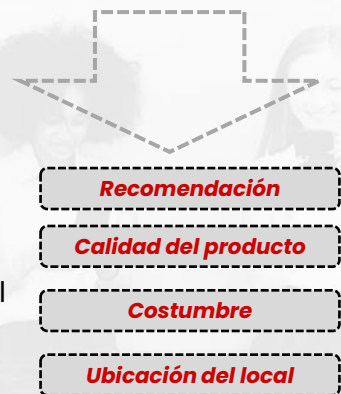 Recomendación
Calidad del producto
Costumbre
Ubicación del local